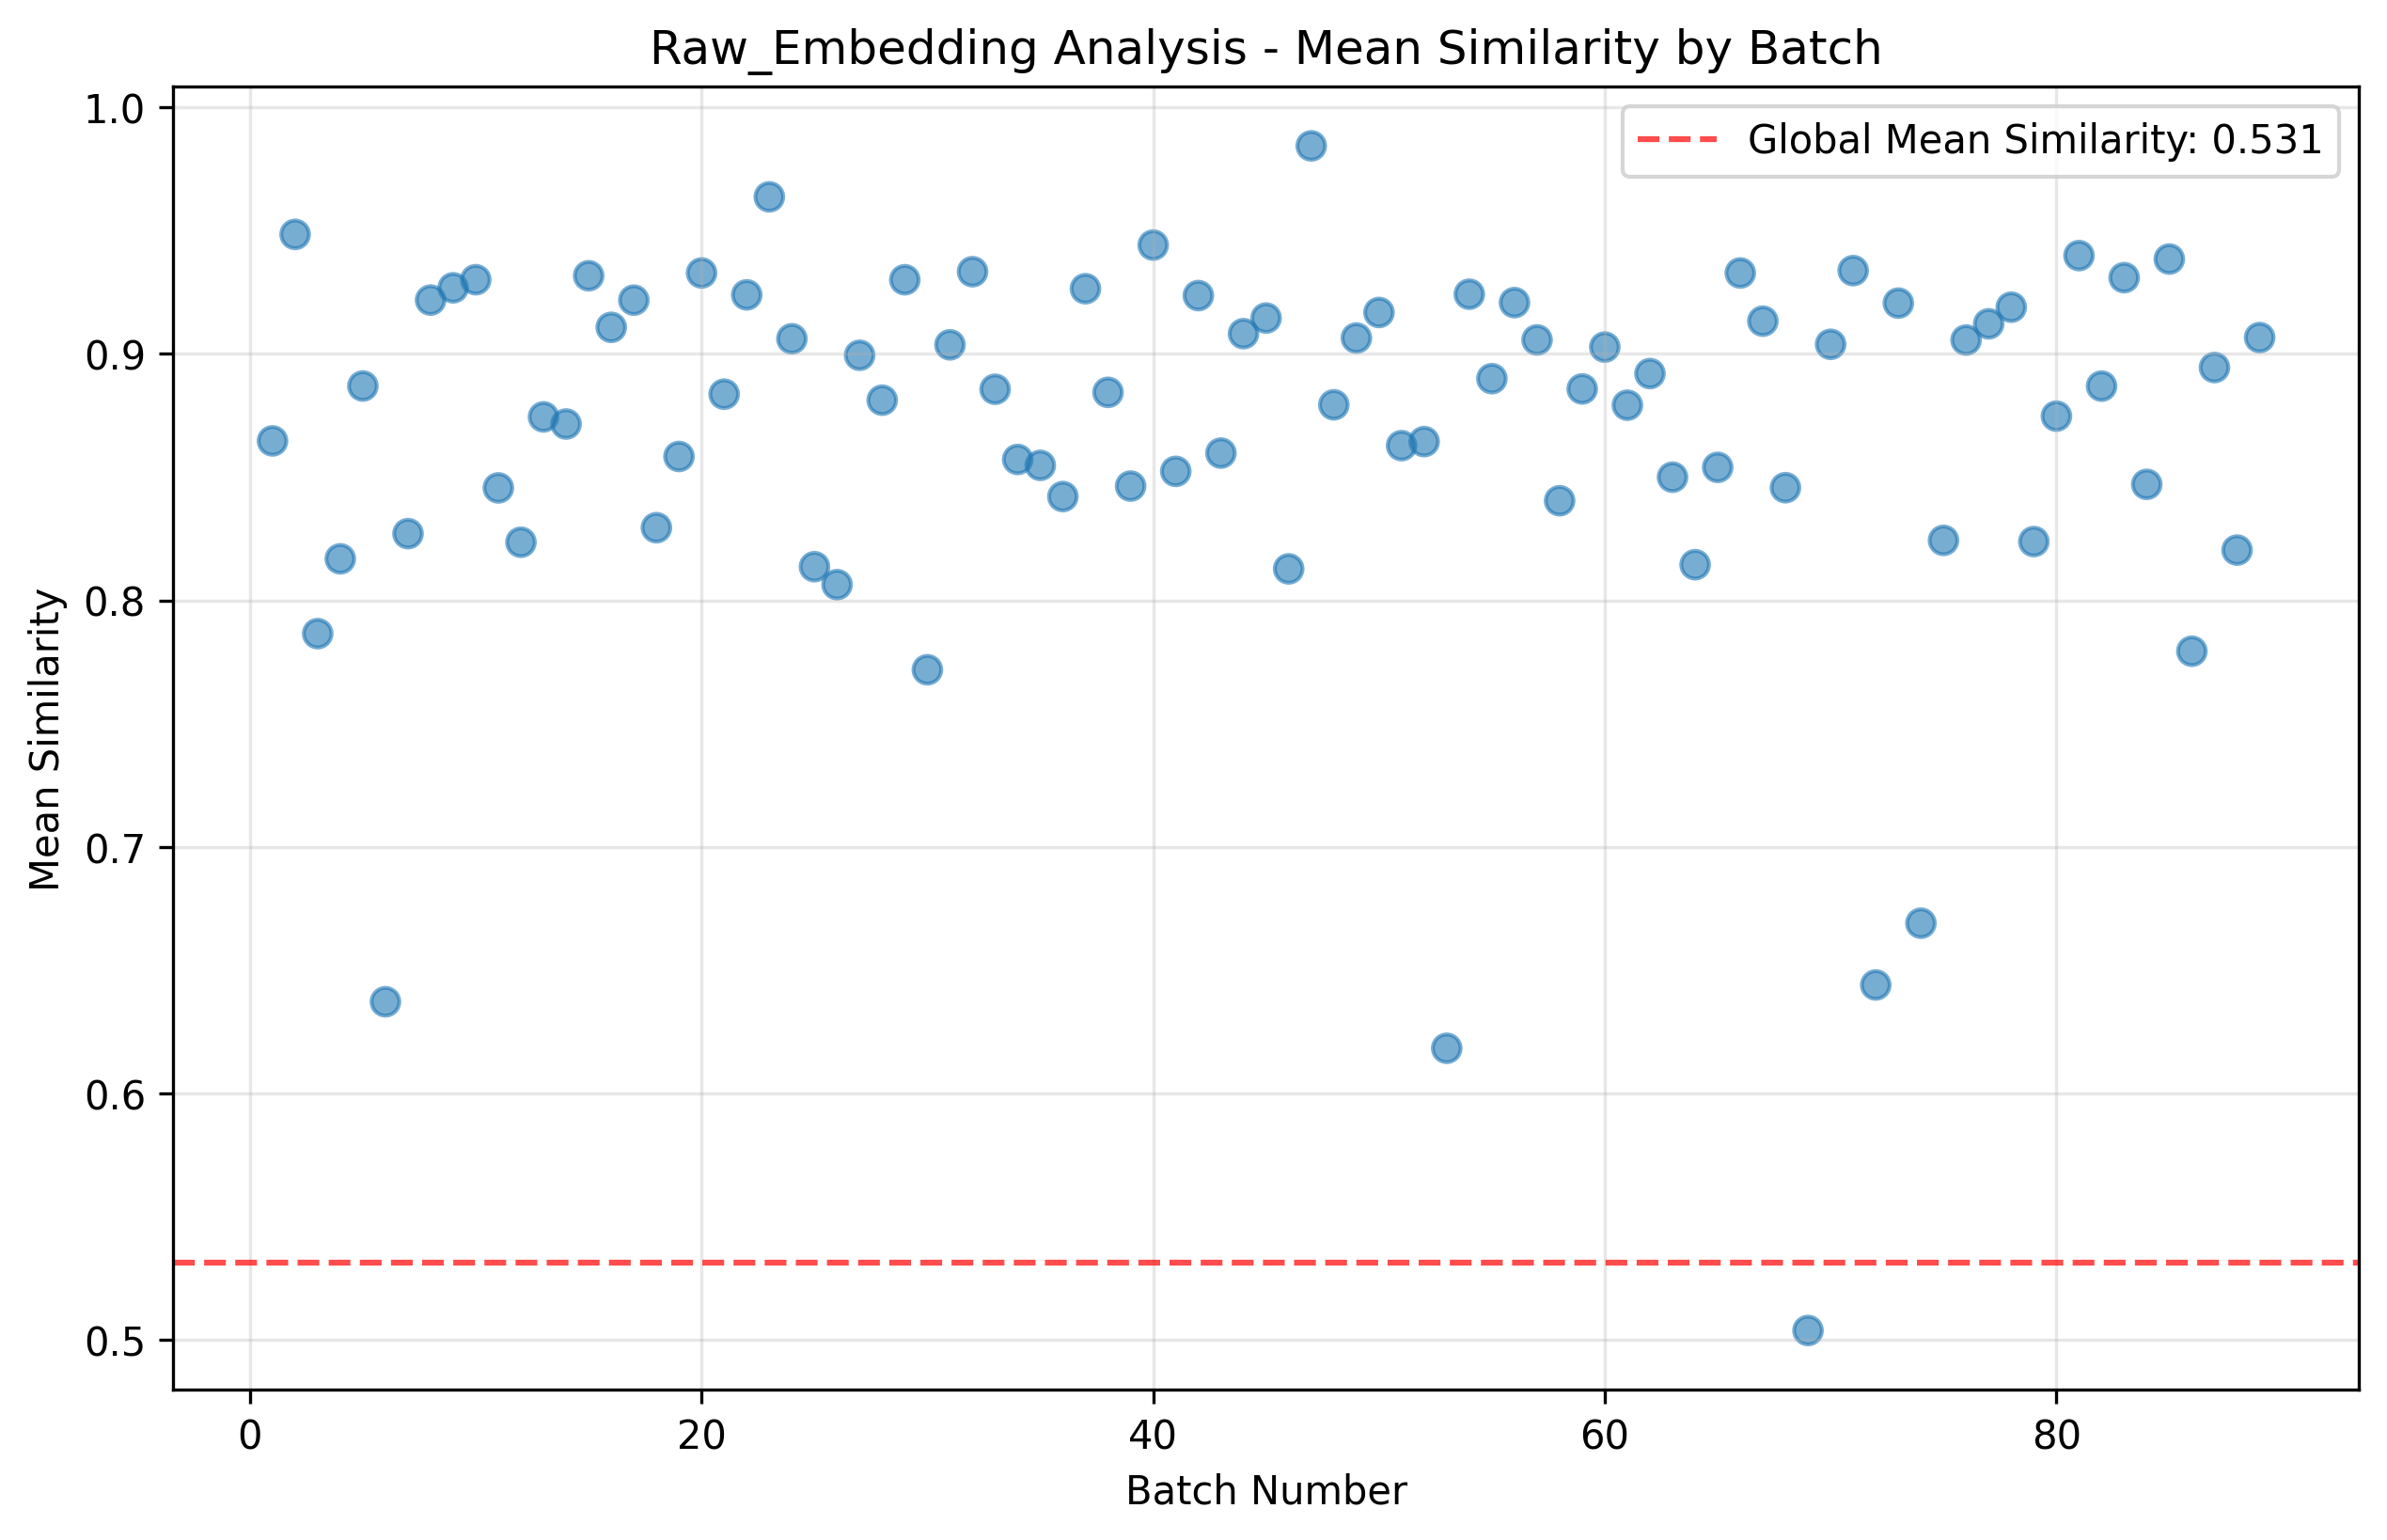 Raw_Embedding Analysis - Mean Similarity by Batch
Global Mean Similarity: 0.531
Mean Similarity
1.0
0.9
0.8
0.7
0.6
0.5
0 20 40 60 80
Batch Number